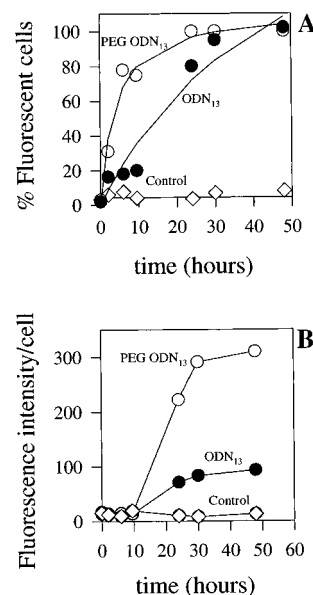 A
% Fluorescent cells
100
80
60
40
20
0
PEG ODN₁₃
ODN₁₃
Control
0 10 20 30 40 50
time (hours)
B
Fluorescence intensity/cell
300
200
100
0
PEG ODN₁₃
ODN₁₃
Control
0 10 20 30 40 50
time (hours)